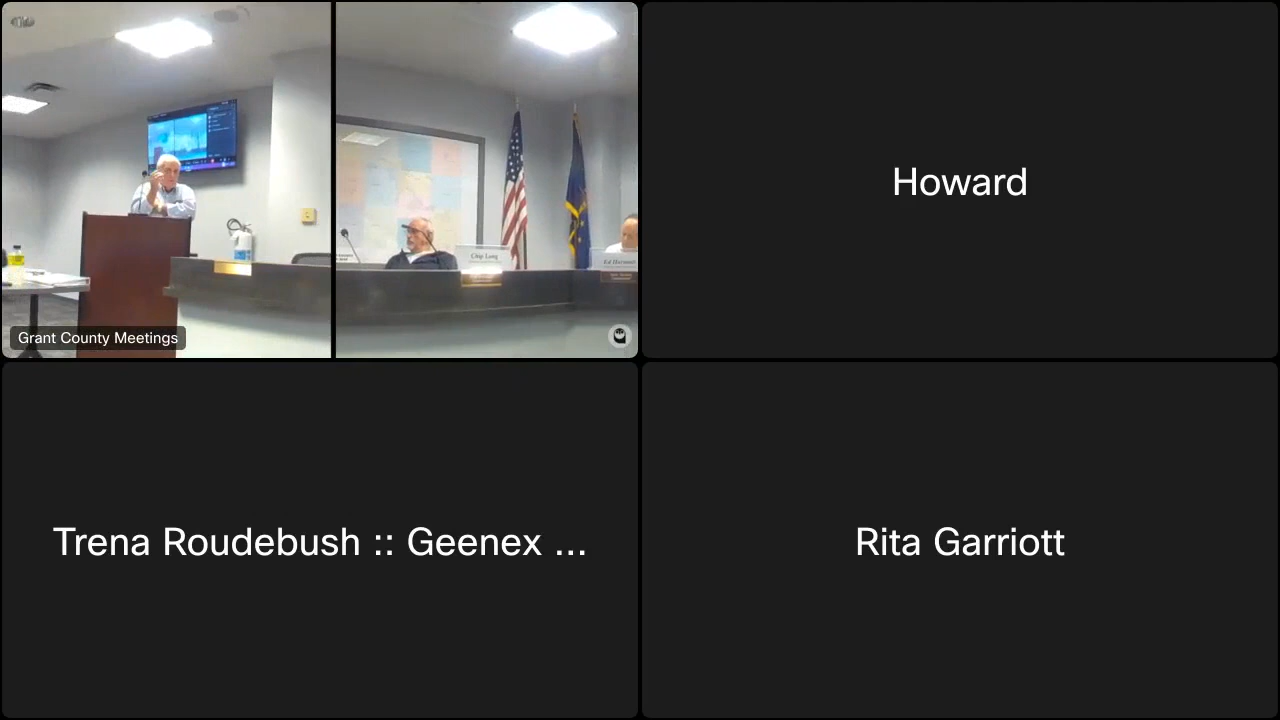 Chip Long
Grant County Meetings
Howard
Trena Roudebush :: Geenex ...
Rita Garriott